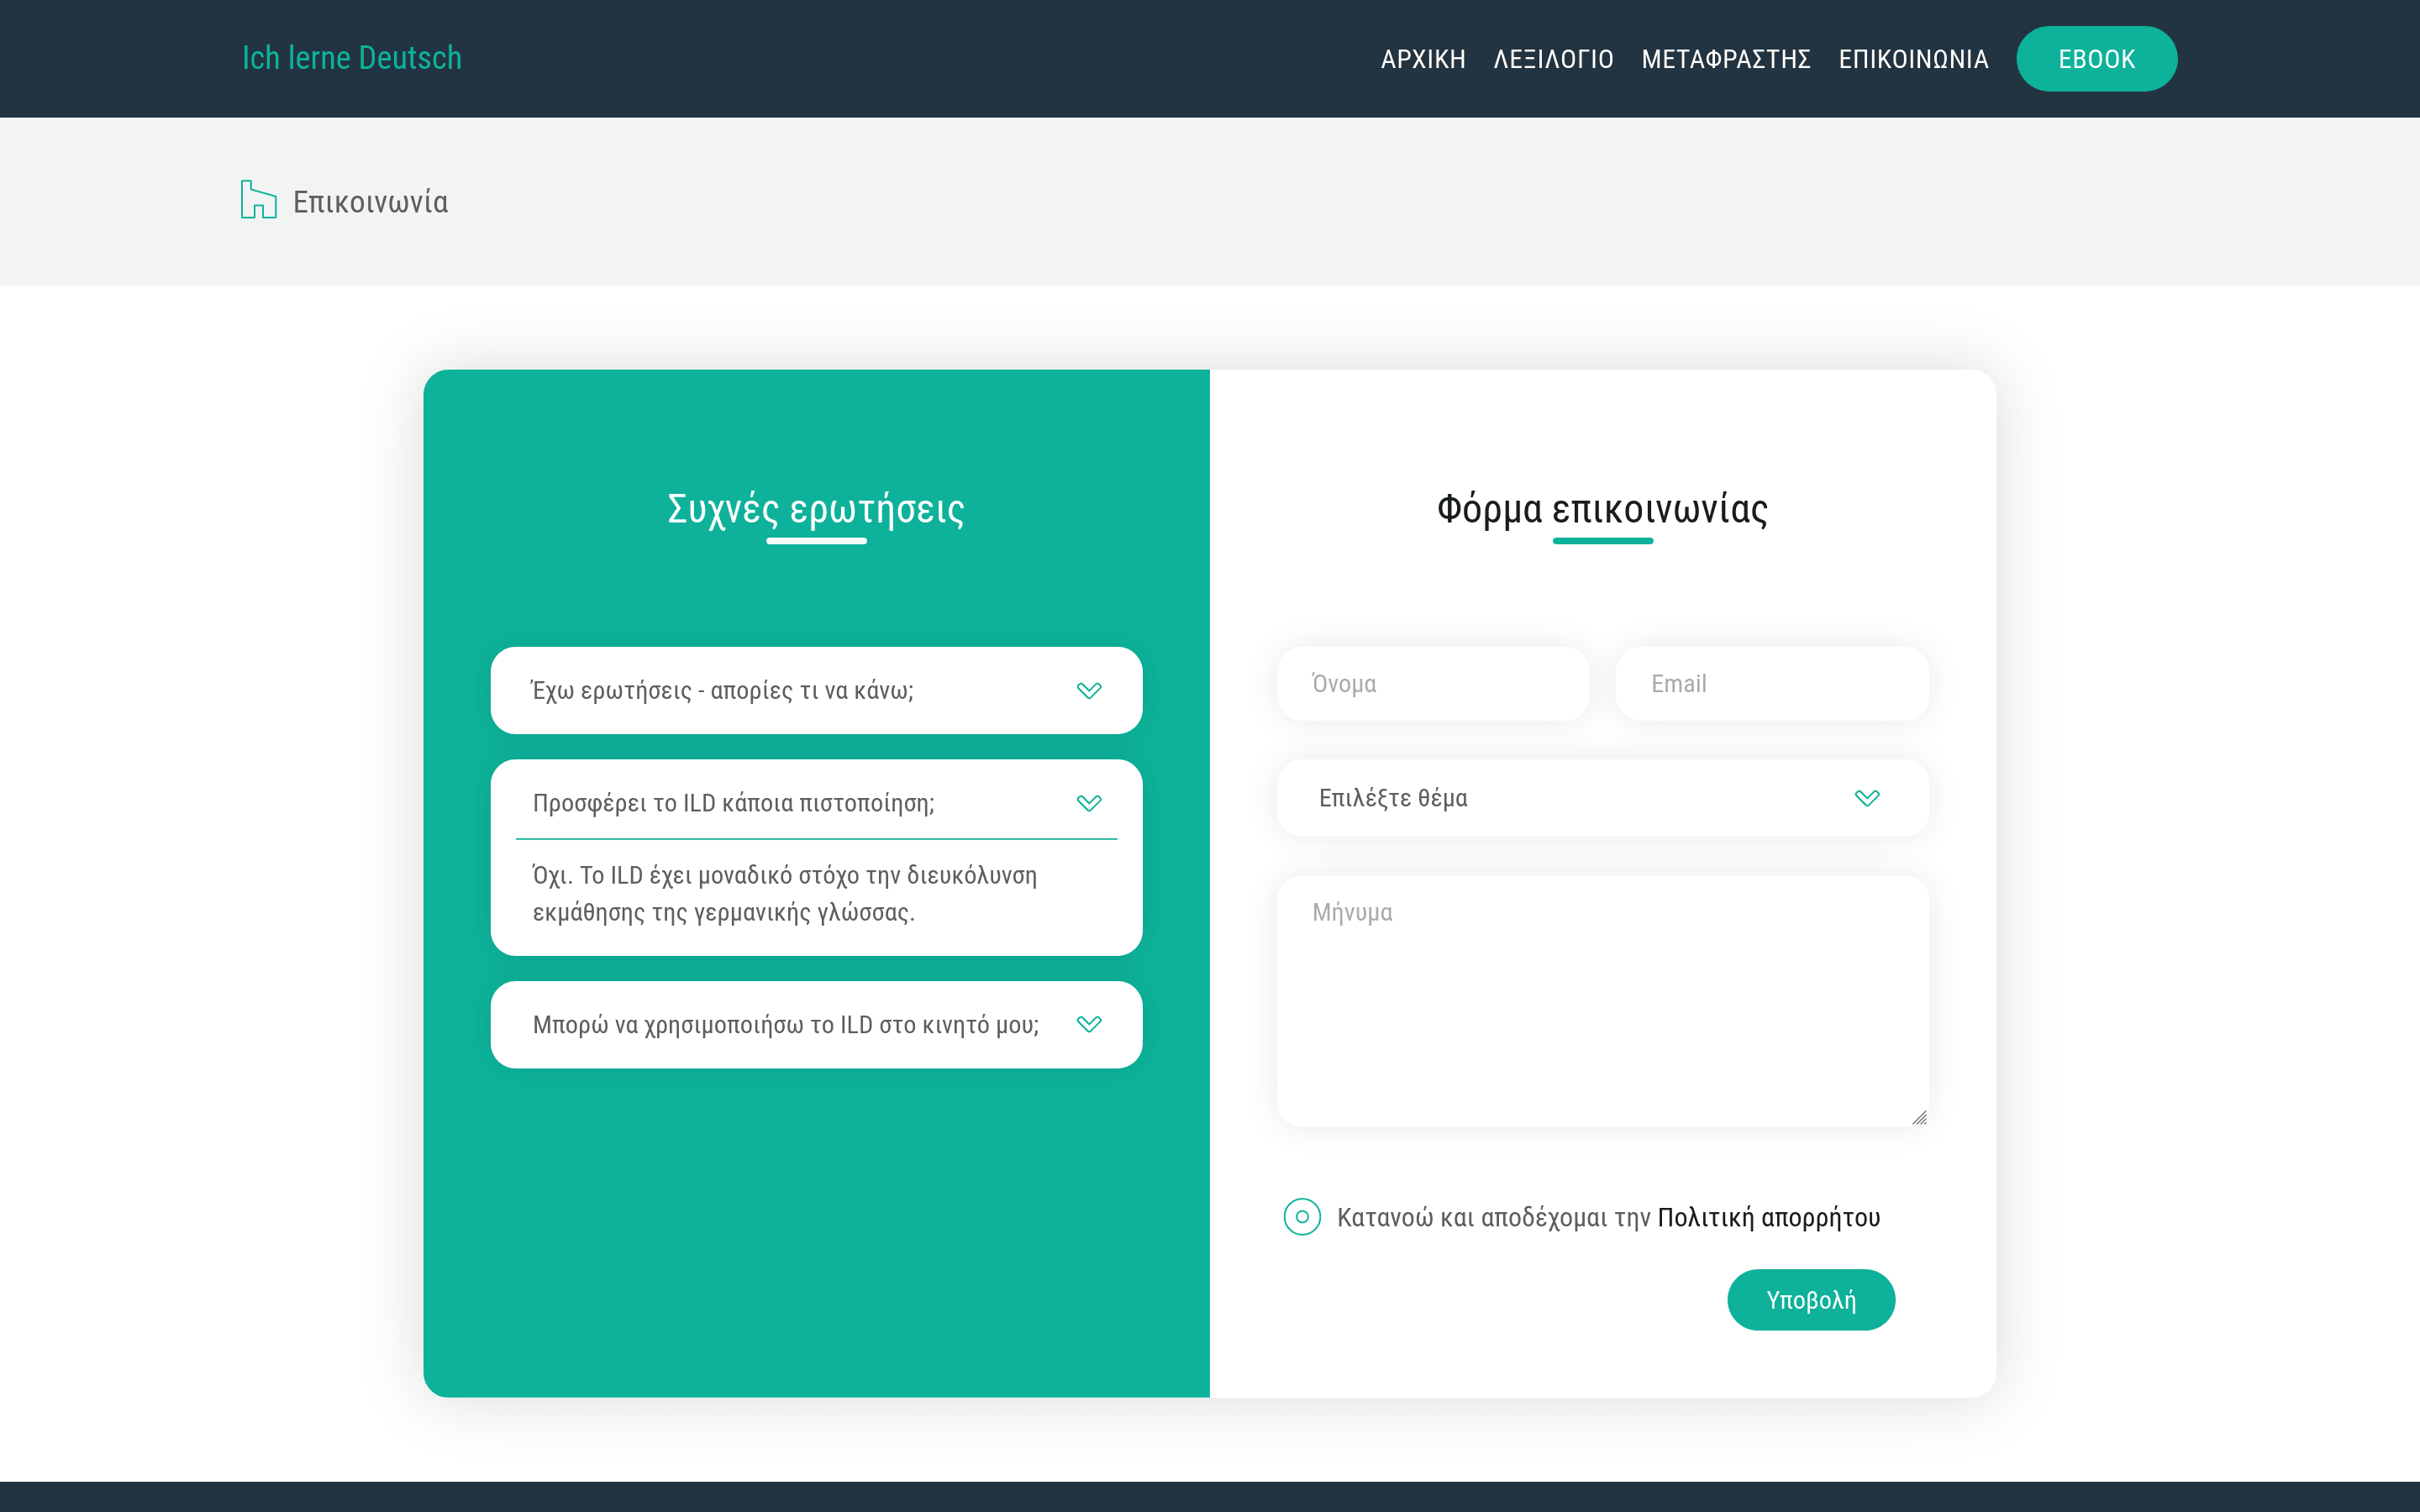 Ich lerne Deutsch
ΑΡΧΙΚΗ ΛΕΞΙΛΟΓΙΟ ΜΕΤΑΦΡΑΣΤΗΣ ΕΠΙΚΟΙΝΩΝΙΑ EBOOK
Επικοινωνία
Συχνές ερωτήσεις
Έχω ερωτήσεις - απορίες τι να κάνω;
Προσφέρει το ILD κάποια πιστοποίηση;
Όχι. Το ILD έχει μοναδικό στόχο την διευκόλυνση
εκμάθησης της γερμανικής γλώσσας.
Μπορώ να χρησιμοποιήσω το ILD στο κινητό μου;
Φόρμα επικοινωνίας
Όνομα
Email
Επιλέξτε θέμα
Μήνυμα
Κατανοώ και αποδέχομαι την Πολιτική απορρήτου
Υποβολή